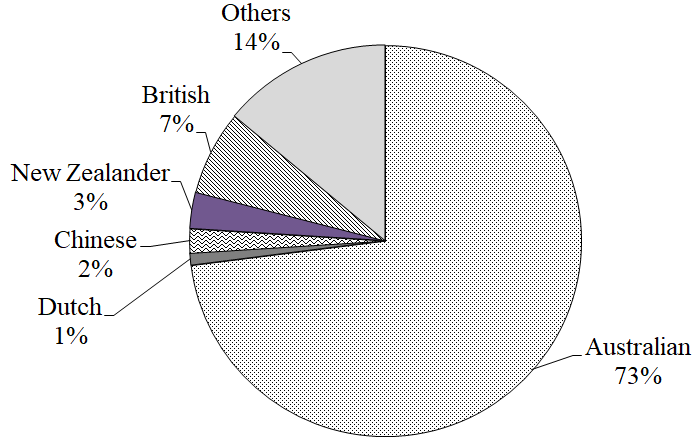 Others
14%
British
7%
New Zealander
3%
Chinese
2%
Dutch
1%
Australian
73%